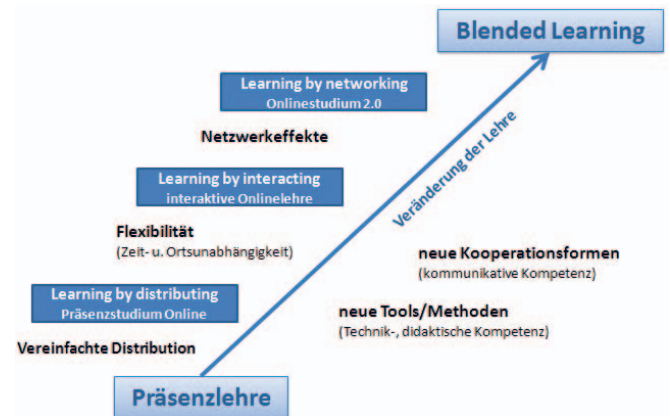 Blended Learning
Learning by networking
Onlinestudium 2.0
Netzwerkeffekte
Veränderung der Lehre
Learning by interacting
interaktive Onlinelehre
Flexibilität
(Zeit- u. Ortsunabhängigkeit)
neue Kooperationsformen
(kommunikative Kompetenz)
Learning by distributing
Präsenzstudium Online
neue Tools/Methoden
(Technik-, didaktische Kompetenz)
Vereinfachte Distribution
Präsenzlehre